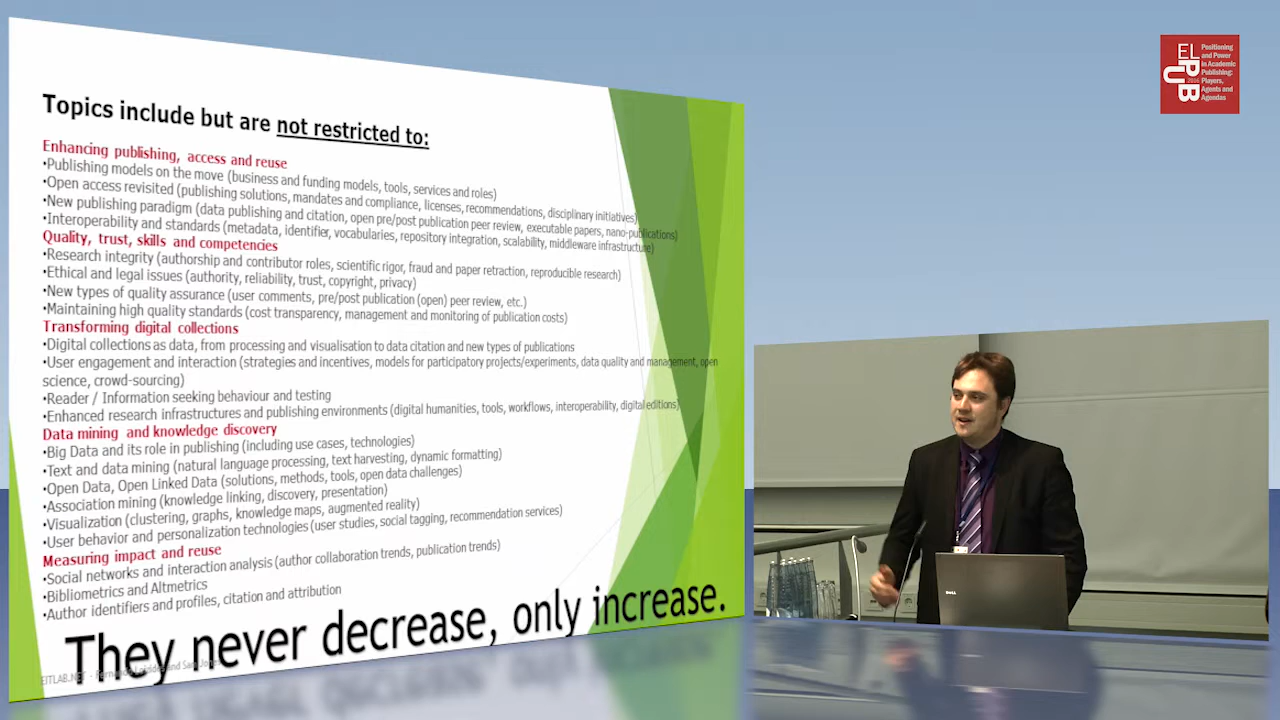 Topics include but are not restricted to:
Enhancing publishing, access and reuse
•Publishing models on the move (business and funding models, tools, services and roles)
•Open access revisited (publishing solutions, mandates and compliance, licenses, recommendations, disciplinary initiatives)
•New publishing paradigm (data publishing and citation, open pre/post publication peer review, executable papers, nano-publications)
•Interoperability and standards (metadata, identifier, vocabularies, repository integration, scalability, middleware infrastructure)
Quality, trust, skills and competencies
•Research integrity (authorship and contributor roles, scientific rigor, fraud and paper retraction, reproducible research)
•Ethical and legal issues (authority, reliability, trust, copyright, privacy)
•New types of quality assurance (user comments, pre/post publication (open) peer review, etc.)
•Maintaining high quality standards (cost transparency, management and monitoring of publication costs)
Transforming digital collections
•Digital collections as data, from processing and visualisation to data citation and new types of publications
•User engagement and interaction (strategies and incentives, models for participatory projects/experiments, data quality and management, open
science, crowd-sourcing)
•Reader / Information seeking behaviour and testing
•Enhanced research infrastructures and publishing environments (digital humanities, tools, workflows, interoperability, digital editions)
Data mining and knowledge discovery
•Big Data and its role in publishing (including use cases, technologies)
•Text and data mining (natural language processing, text harvesting, dynamic formatting)
•Open Data, Open Linked Data (solutions, methods, tools, open data challenges)
•Association mining (knowledge linking, discovery, presentation)
•Visualization (clustering, graphs, knowledge maps, augmented reality)
•User behavior and personalization technologies (user studies, social tagging, recommendation services)
Measuring impact and reuse
•Social networks and interaction analysis (author collaboration trends, publication trends)
•Bibliometrics and Altmetrics
•Author identifiers and profiles, citation and attribution
They never decrease, only increase.
EITLAB.NET - and
ELPUB
2016
Positioning
and Power
in Academic
Publishing:
Players,
Agents and
Agendas
DELL